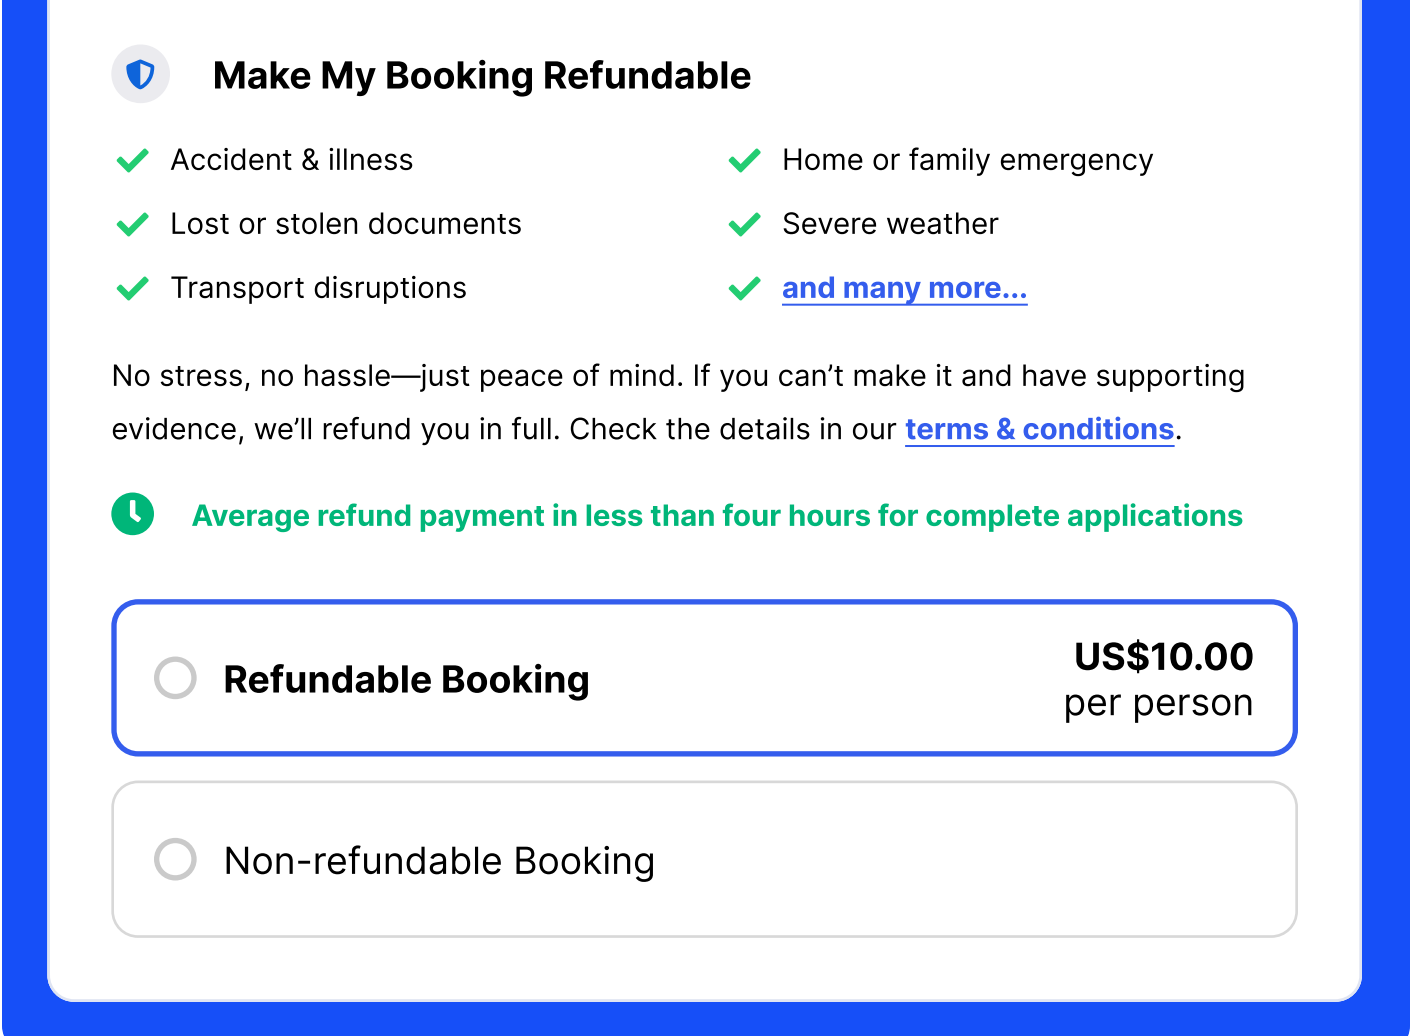 Make My Booking Refundable
Accident & illness
Home or family emergency
Lost or stolen documents
Severe weather
Transport disruptions
and many more...
No stress, no hassle—just peace of mind. If you can’t make it and have supporting
evidence, we’ll refund you in full. Check the details in our terms & conditions.
Average refund payment in less than four hours for complete applications
Refundable Booking
US$10.00
per person
Non-refundable Booking